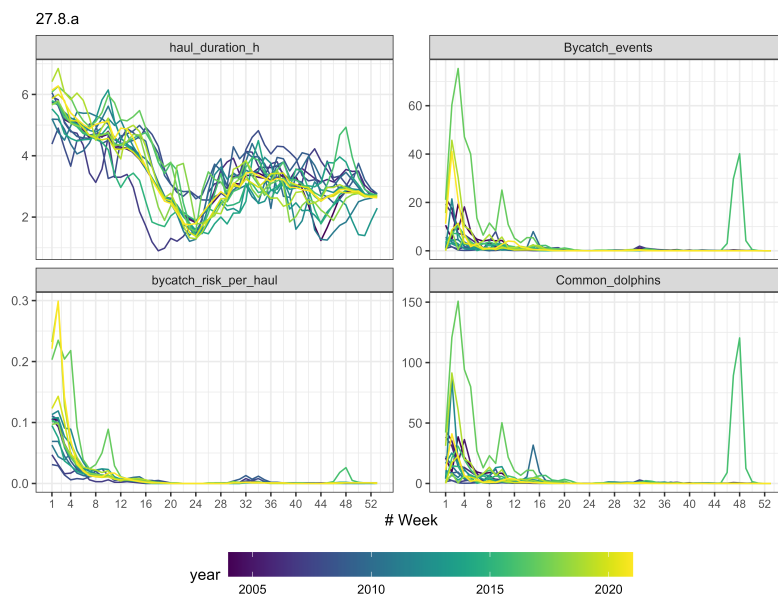 27.8.a
haul_duration_h
Bycatch_events
6
4
2
60
40
20
0
bycatch_risk_per_haul
Common_dolphins
0.3
0.2
0.1
0.0
150
100
50
0
1 4 8 12 16 20 24 28 32 36 40 44 48 52
1 4 8 12 16 20 24 28 32 36 40 44 48 52
# Week
year
2005 2010 2015 2020